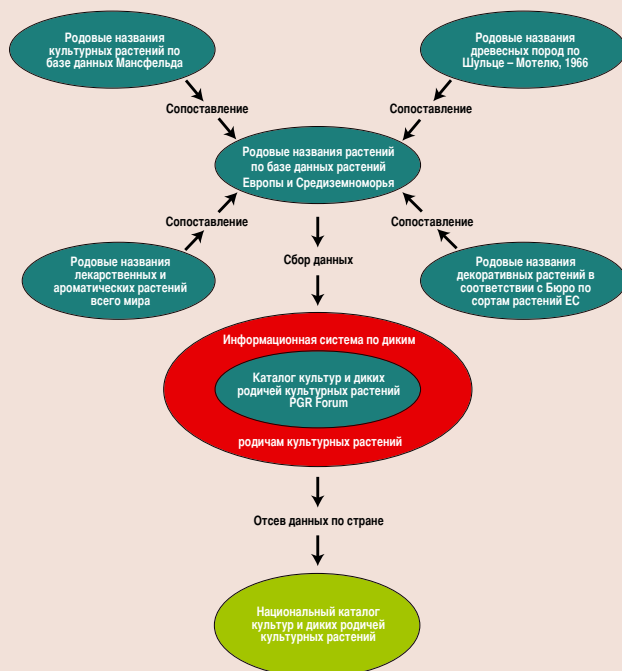 Родовые названия
культурных растений по
базе данных Мансфельда
Родовые названия
древесных пород по
Шульце – Мотелю, 1966
Сопоставление
Сопоставление
Родовые названия растений
по базе данных растений
Европы и Средиземноморья
Сопоставление
Сопоставление
Родовые названия
лекарственных и
ароматических растений
всего мира
Сбор данных
Родовые названия
декоративных растений в
соответствии с Бюро по
сортам растений ЕС
Информационная система по диким
Каталог культур и диких
родичей культурных растений
PGR Forum
родичам культурных растений
Отсев данных по стране
Национальный каталог
культур и диких родичей
культурных растений